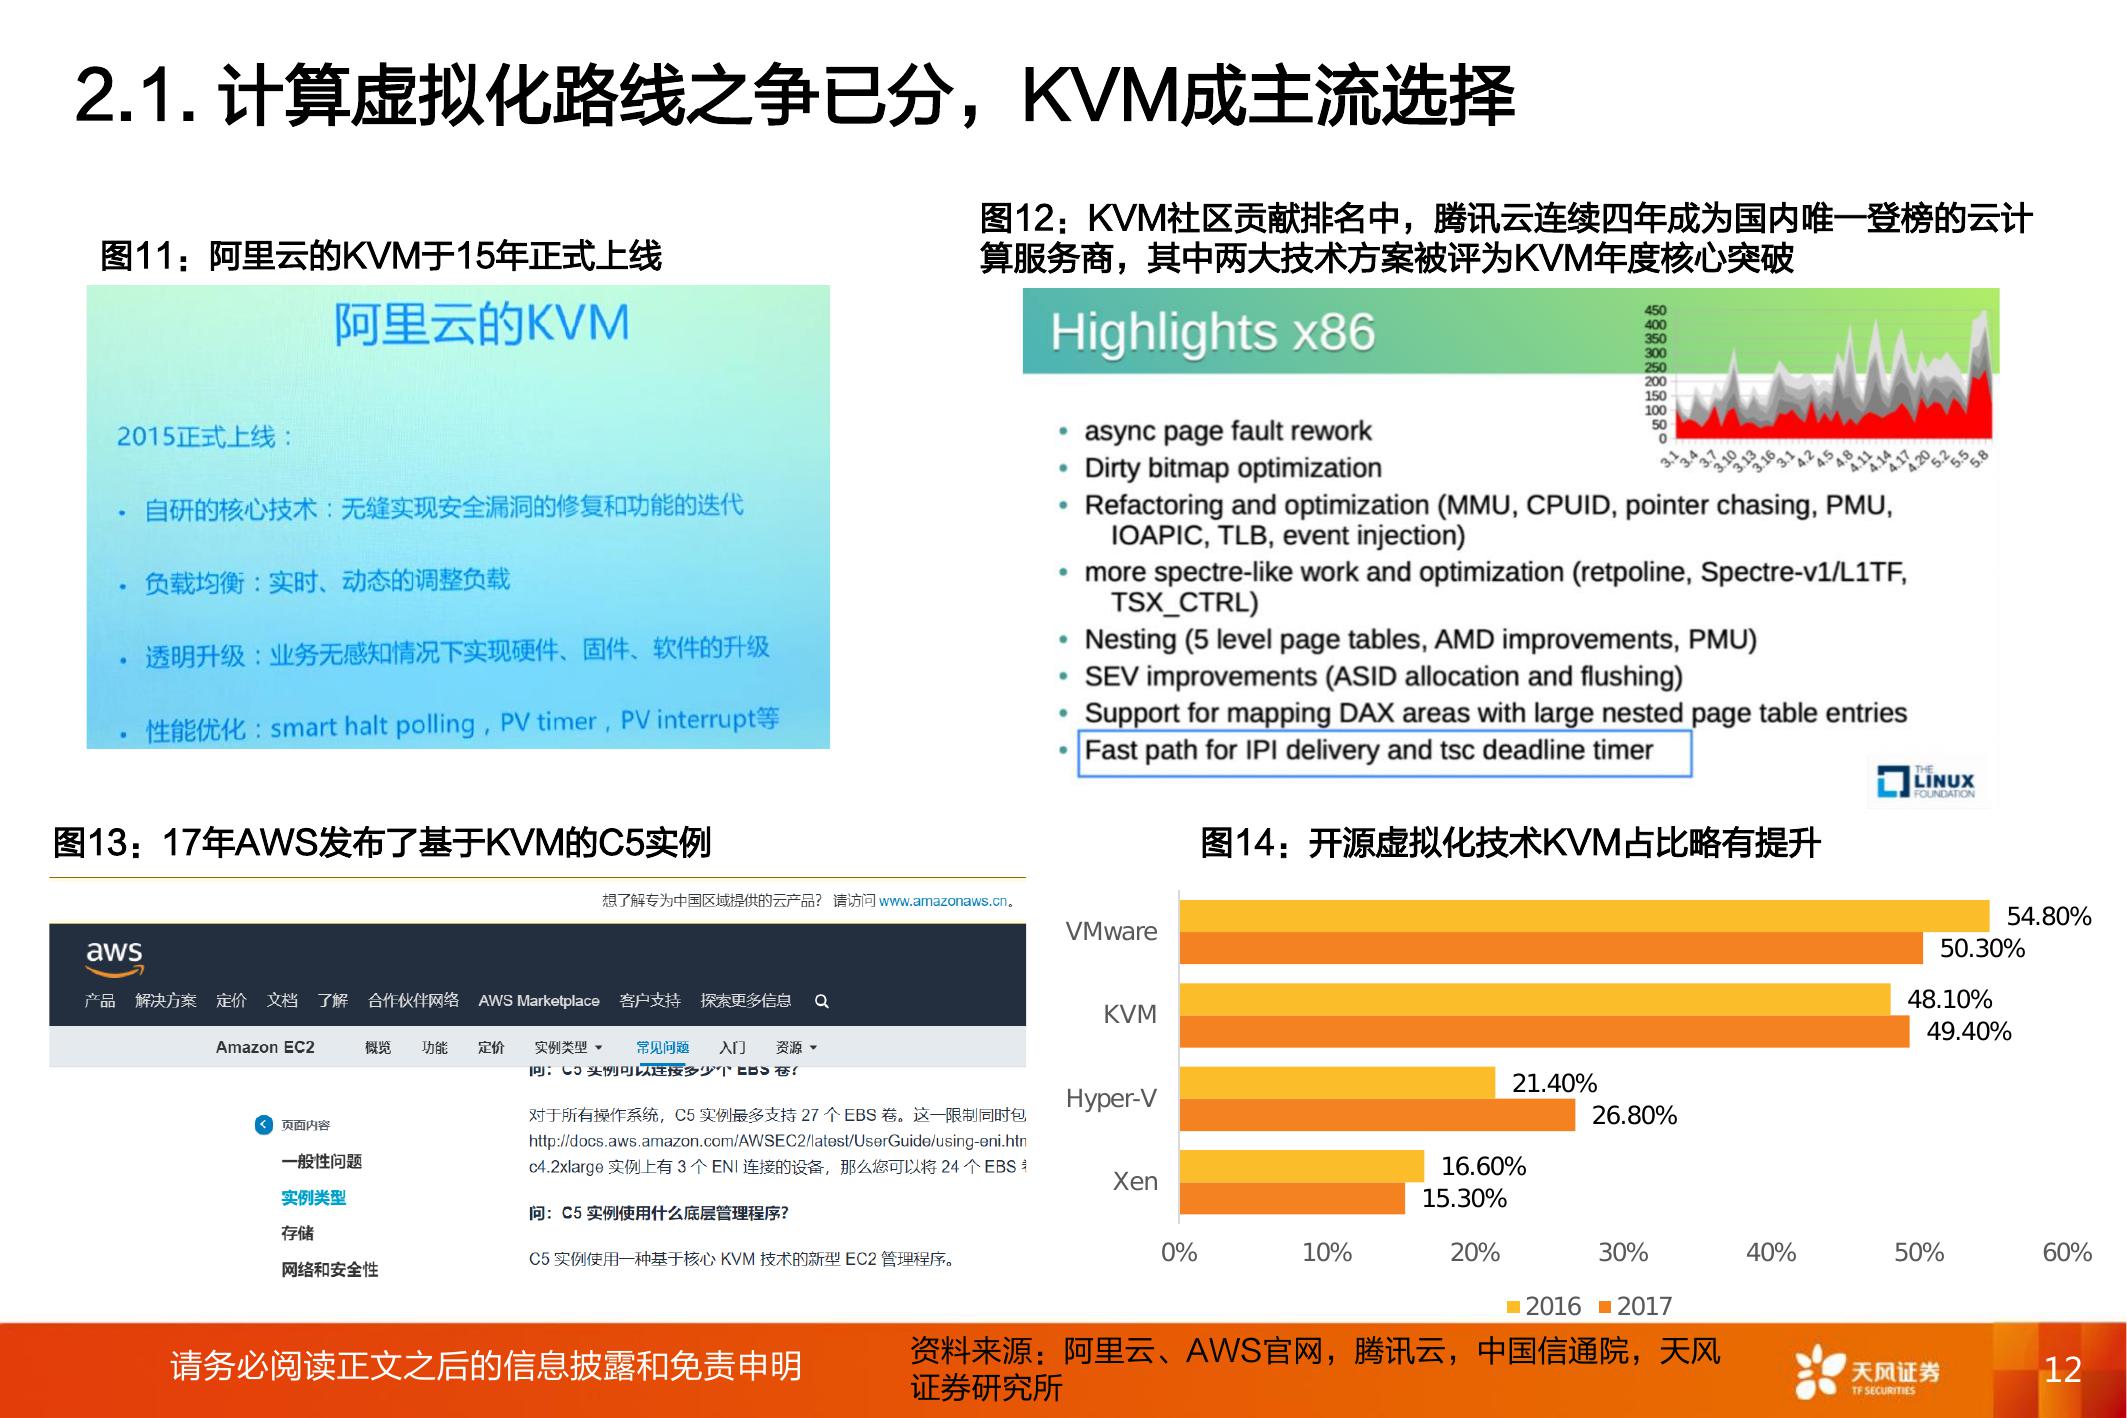 2.1. 计算虚拟化路线之争已分，KVM成主流选择
图11：阿里云的KVM于15年正式上线
阿里云的KVM
2015正式上线：
• 自研的核心技术：无缝实现安全漏洞的修复和功能的迭代
• 负载均衡：实时、动态的调整负载
• 透明升级：业务无感知情况下实现硬件、固件、软件的升级
• 性能优化：smart halt polling，PV timer，PV interrupt等
图12：KVM社区贡献排名中，腾讯云连续四年成为国内唯一登榜的云计
算服务商，其中两大技术方案被评为KVM年度核心突破
Highlights x86
450
400
350
300
250
200
150
100
50
0
3.1 3.4 3.7 3.10 3.13 3.16 3.1 4.2 4.5 4.8 4.11 4.14 4.17 4.20 5.2 5.5 5.8
• async page fault rework
• Dirty bitmap optimization
• Refactoring and optimization (MMU, CPUID, pointer chasing, PMU,
IOAPIC, TLB, event injection)
• more spectre-like work and optimization (retpoline, Spectre-v1/L1TF,
TSX_CTRL)
• Nesting (5 level page tables, AMD improvements, PMU)
• SEV improvements (ASID allocation and flushing)
• Support for mapping DAX areas with large nested page table entries
• Fast path for IPI delivery and tsc deadline timer
THE
LINUX
FOUNDATION
图13：17年AWS发布了基于KVM的C5实例
想了解专为中国区域提供的云产品？ 请访问 www.amazonaws.cn。
aws
产品 解决方案 定价 文档 了解 合作伙伴网络 AWS Marketplace 客户支持 探索更多信息
Amazon EC2 概览 功能 定价 实例类型 常见问题 入门 资源
问：C5 实例可以连接多少个 EBS 卷？
对于所有操作系统，C5 实例最多支持 27 个 EBS 卷。这一限制同时包
http://docs.aws.amazon.com/AWSEC2/latest/UserGuide/using-eni.htm
c4.2xlarge 实例上有 3 个 ENI 连接的设备，那么您可以将 24 个 EBS
问：C5 实例使用什么底层管理程序？
C5 实例使用一种基于核心 KVM 技术的新型 EC2 管理程序。
页面内容
一般性问题
实例类型
存储
网络和安全性
图14：开源虚拟化技术KVM占比略有提升
VMware 54.80%
50.30%
KVM 48.10%
49.40%
Hyper-V 21.40%
26.80%
Xen 16.60%
15.30%
0% 10% 20% 30% 40% 50% 60%
2016 2017
请务必阅读正文之后的信息披露和免责申明
资料来源：阿里云、AWS官网，腾讯云，中国信通院，天风
证券研究所
天风证券
TF SECURITIES
12